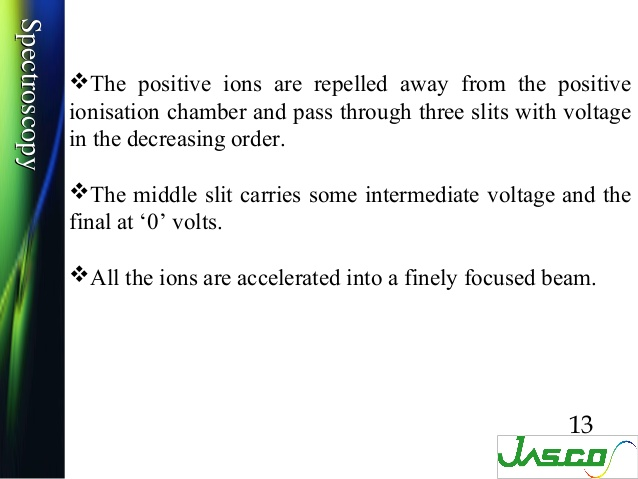 Spectroscopy
❖The positive ions are repelled away from the positive
ionisation chamber and pass through three slits with voltage
in the decreasing order.
❖The middle slit carries some intermediate voltage and the
final at ‘0’ volts.
❖All the ions are accelerated into a finely focused beam.
13
JASCO